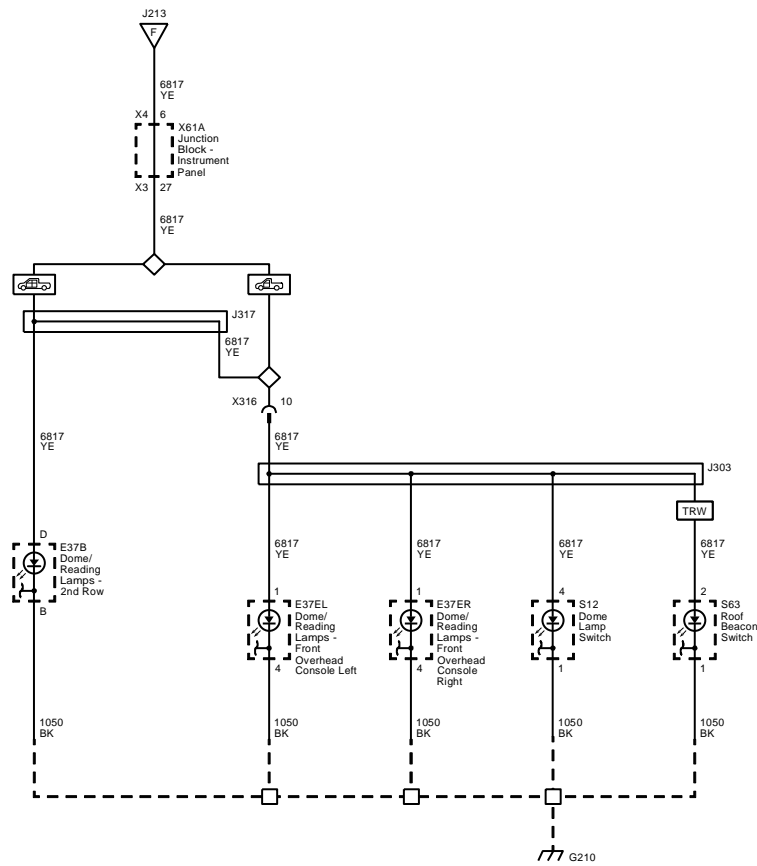 J213
F
6817
YE
X4 6
X61A
Junction
Block -
Instrument
Panel
X3 27
6817
YE
J317
6817
YE
X316 10
6817
YE
6817
YE
J303
TRW
6817
YE
6817
YE
6817
YE
6817
YE
D
E37B
Dome/
Reading
Lamps -
2nd Row
B
1
E37EL
Dome/
Reading
Lamps -
Front
Overhead
Console Left
4
1
E37ER
Dome/
Reading
Lamps -
Front
Overhead
Console
Right
4
4
S12
Dome
Lamp
Switch
1
2
S63
Roof
Beacon
Switch
1
1050
BK
1050
BK
1050
BK
1050
BK
1050
BK
G210